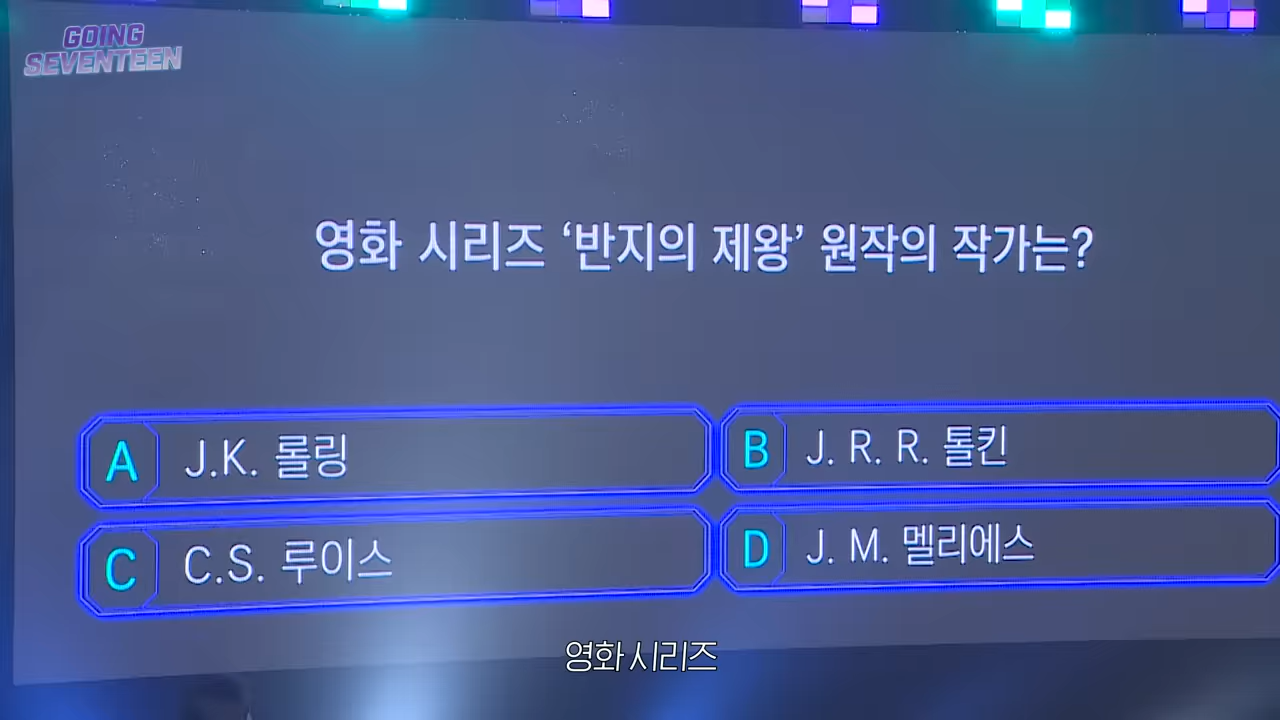 GOING
SEVENTEEN
영화 시리즈 ‘반지의 제왕’ 원작의 작가는?
A J.K. 롤링
B J. R. R. 톨킨
C C.S. 루이스
D J. M. 멜리에스
영화 시리즈